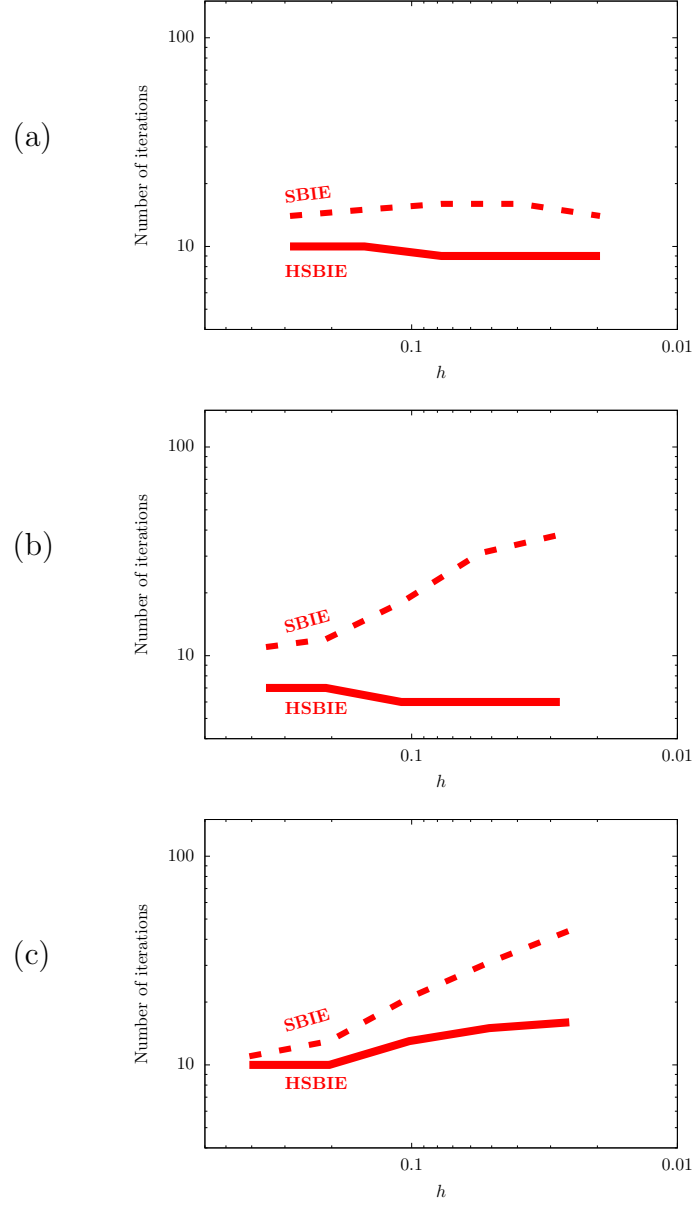 (a)
Number of iterations
100
10
SBIE
HSBIE
0.1
0.01
h
(b)
Number of iterations
100
10
SBIE
HSBIE
0.1
0.01
h
(c)
Number of iterations
100
10
SBIE
HSBIE
0.1
0.01
h